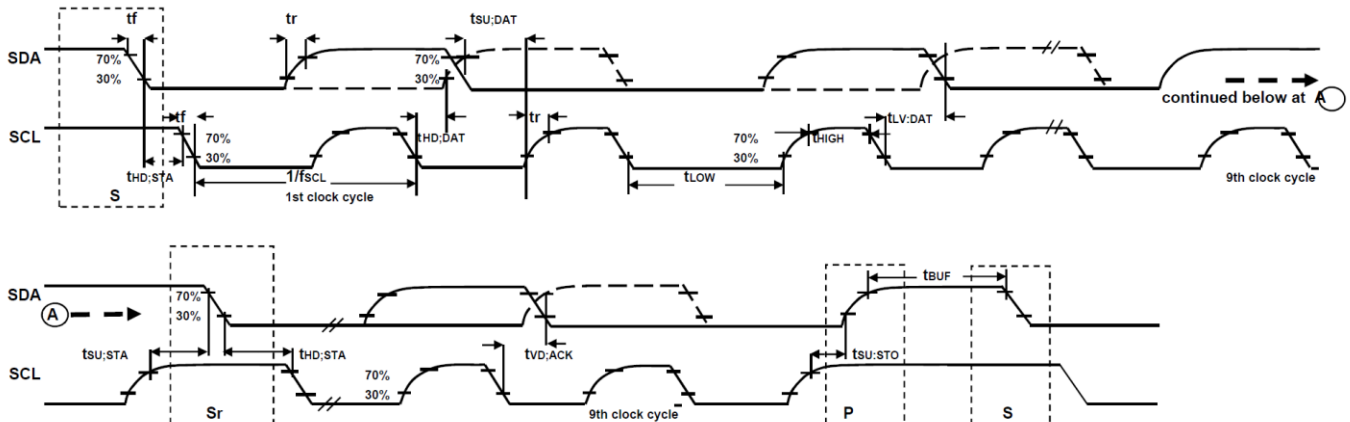 tf tr tSU;DAT
SDA 70% 70%
30% 30%
continued below at A
tf tHD;DAT tr tHIGH tLV:DAT
SCL 70% 70%
30% 30%
tHD;STA 1/fSCL tLOW
S 1st clock cycle 9th clock cycle
tBUF
SDA 70%
A 30%
tSU;STA tHD;STA tVD;ACK tSU:STO
SCL 70%
30%
Sr 9th clock cycle P S